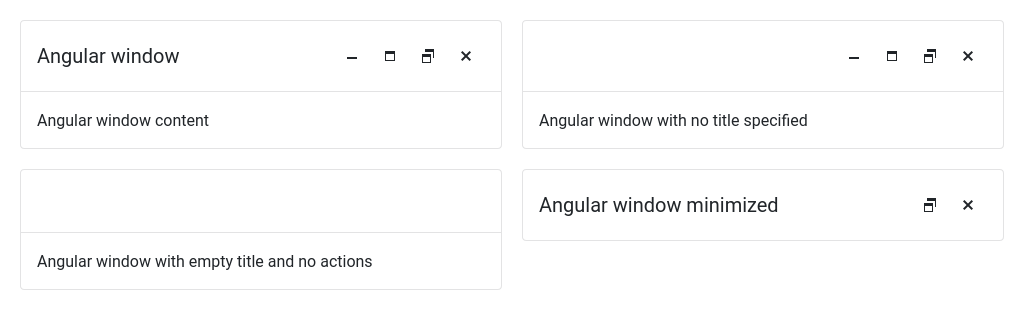 Angular window
Angular window content
Angular window with no title specified
Angular window with empty title and no actions
Angular window minimized